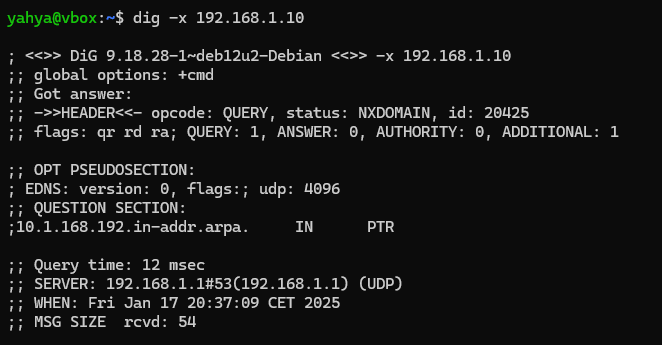 yahya@vbox:~$ dig -x 192.168.1.10

; <<>> DiG 9.18.28-1~deb12u2-Debian <<>> -x 192.168.1.10
;; global options: +cmd
;; Got answer:
;; ->>HEADER<<- opcode: QUERY, status: NXDOMAIN, id: 20425
;; flags: qr rd ra; QUERY: 1, ANSWER: 0, AUTHORITY: 0, ADDITIONAL: 1

;; OPT PSEUDOSECTION:
; EDNS: version: 0, flags:; udp: 4096
;; QUESTION SECTION:
;10.1.168.192.in-addr.arpa.     IN      PTR

;; Query time: 12 msec
;; SERVER: 192.168.1.1#53(192.168.1.1) (UDP)
;; WHEN: Fri Jan 17 20:37:09 CET 2025
;; MSG SIZE  rcvd: 54